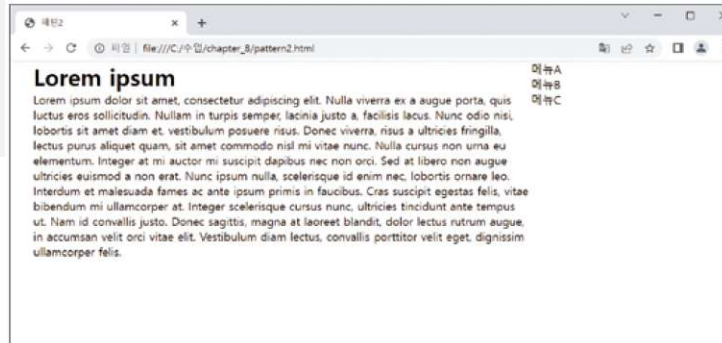 패턴2
파일 | file:///C:/수업/chapter_8/pattern2.html
Lorem ipsum
Lorem ipsum dolor sit amet, consectetur adipiscing elit. Nulla viverra ex a augue porta, quis
luctus eros sollicitudin. Nullam in turpis semper, lacinia justo a, facilisis lacus. Nunc odio nisi,
lobortis sit amet diam et, vestibulum posuere risus. Donec viverra, risus a ultricies fringilla,
lectus purus aliquet quam, sit amet commodo nisl mi vitae nunc. Nulla cursus non urna eu
elementum. Integer at mi auctor mi suscipit dapibus nec non orci. Sed at libero non augue
ultricies euismod a non erat. Nunc ipsum nulla, scelerisque id enim nec, lobortis ornare leo.
Interdum et malesuada fames ac ante ipsum primis in faucibus. Cras suscipit egestas felis, vitae
bibendum mi ullamcorper at. Integer scelerisque cursus nunc, ultricies tincidunt ante tempus
ut. Nam id convallis justo. Donec sagittis, magna at laoreet blandit, dolor lectus rutrum augue,
in accumsan velit orci vitae elit. Vestibulum diam lectus, convallis porttitor velit eget, dignissim
ullamcorper felis.
메뉴A
메뉴B
메뉴C